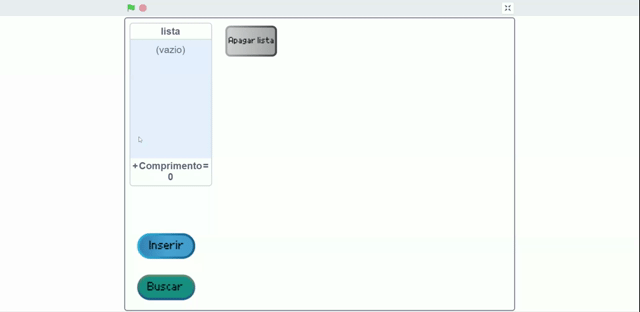 lista
Apagar lista
(vazio)
+Comprimento=
0
Inserir
Buscar